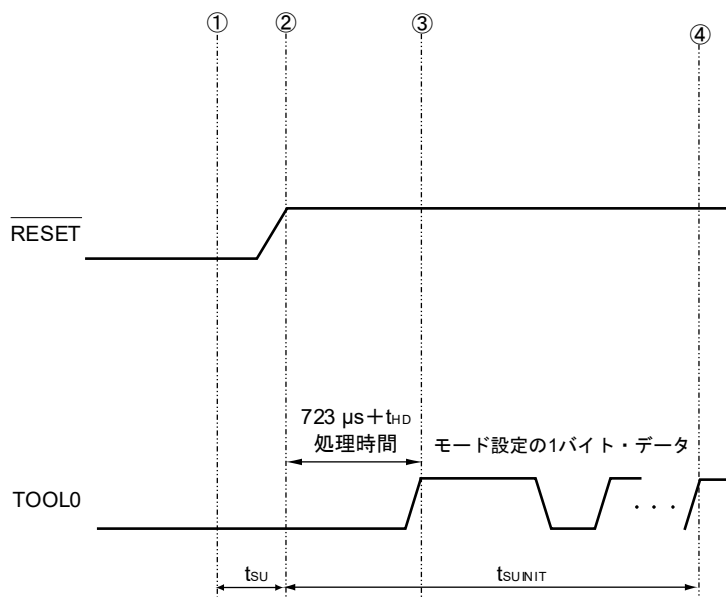 ① ② ③ ④
RESET
723 µs+tHD
処理時間
モード設定の1バイト・データ
TOOL0
・・・
tSU
tSUINIT